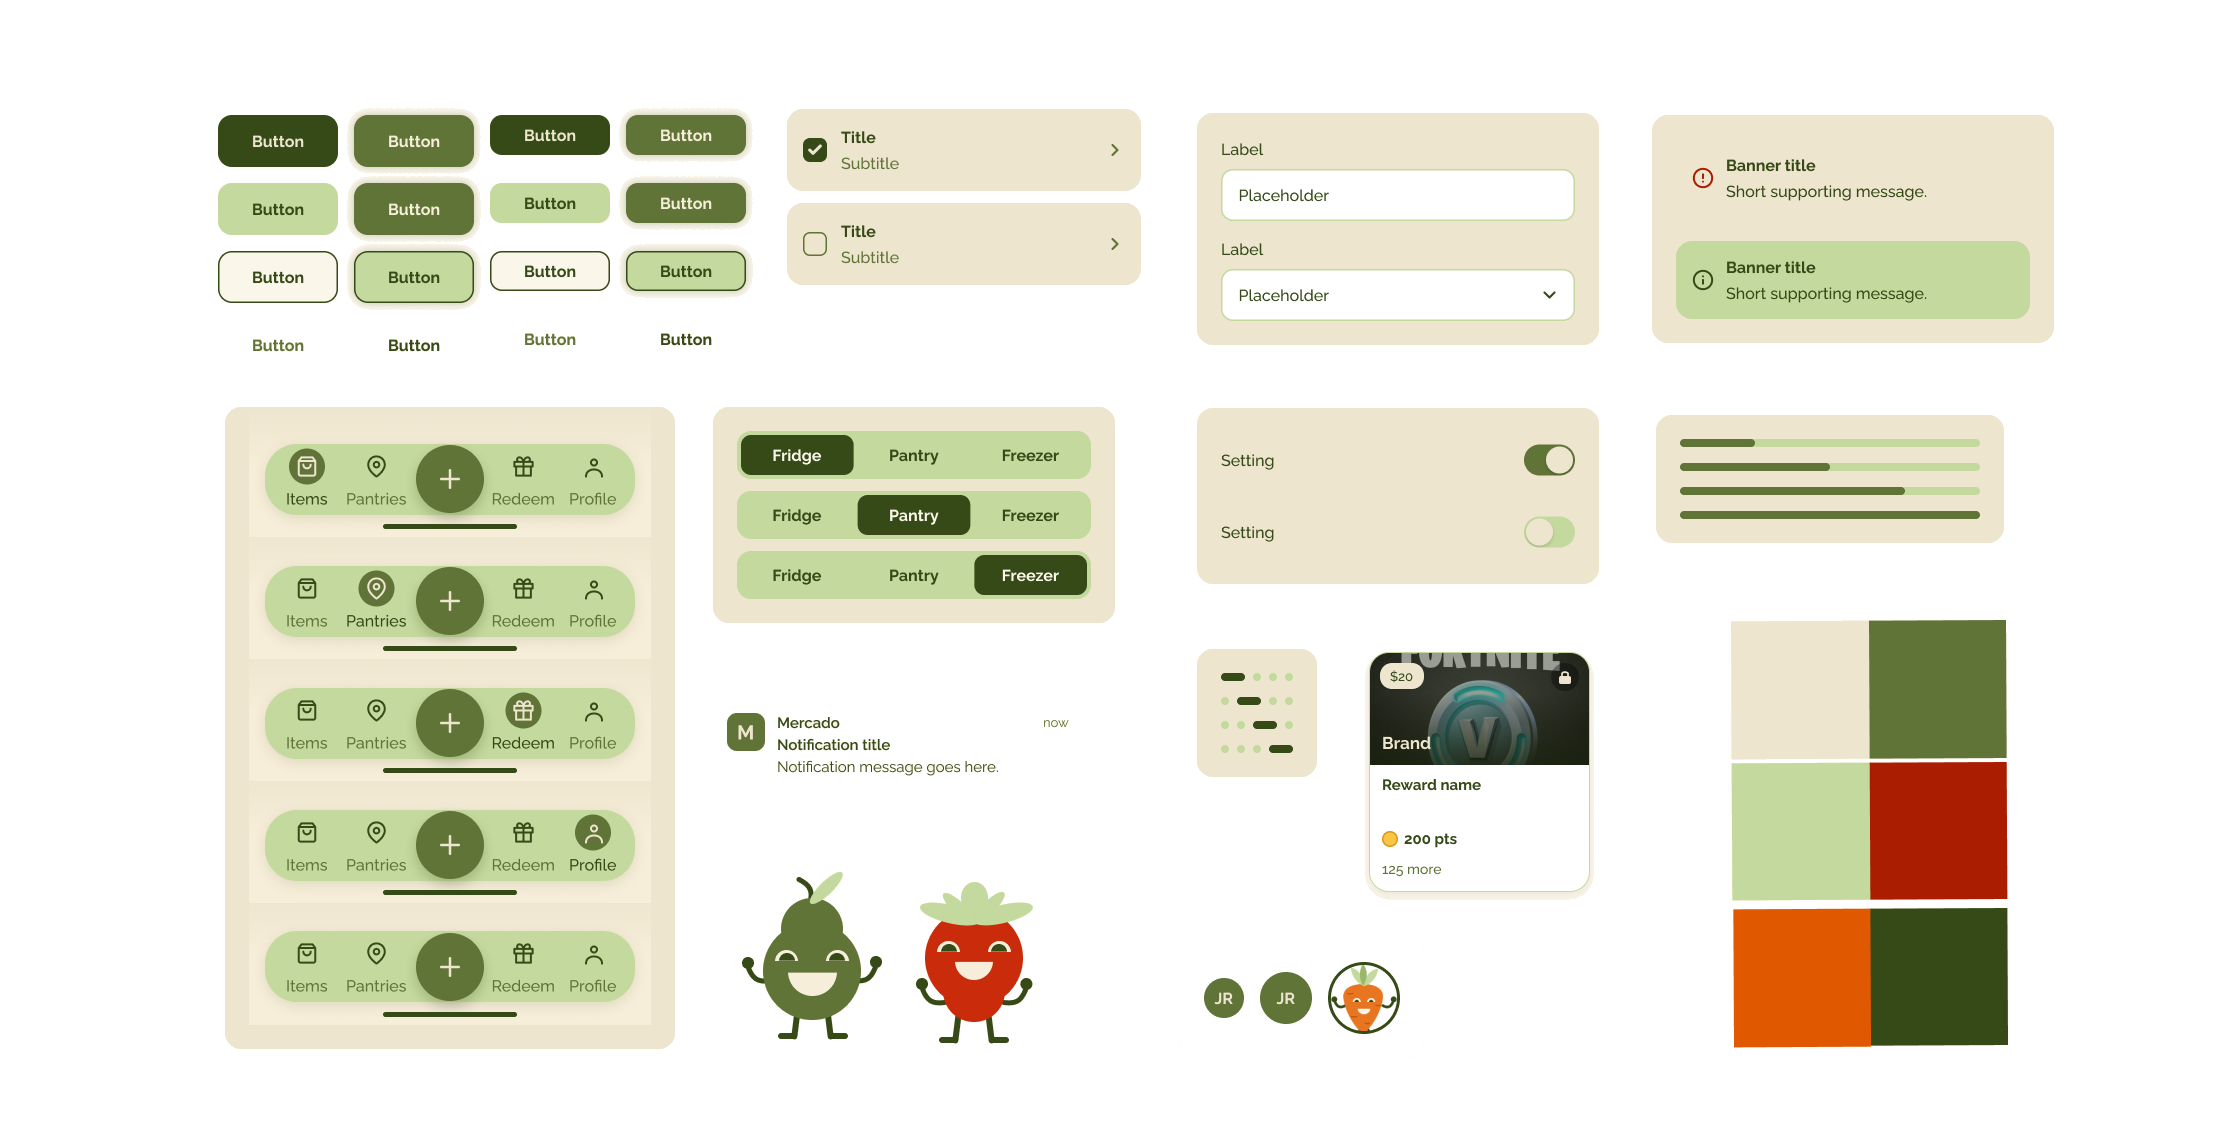 Button Button Button Button
Button Button Button Button
Button Button Button Button
Button Button Button Button
Title
Subtitle
Title
Subtitle
Label
Placeholder
Label
Placeholder
Banner title
Short supporting message.
Banner title
Short supporting message.
Items Pantries Redeem Profile
Items Pantries Redeem Profile
Items Pantries Redeem Profile
Items Pantries Redeem Profile
Items Pantries Redeem Profile
Fridge Pantry Freezer
Fridge Pantry Freezer
Fridge Pantry Freezer
Setting
Setting
M
Mercado now
Notification title
Notification message goes here.
FORTNITE
$20
V
Brand
Reward name
200 pts
125 more
JR JR